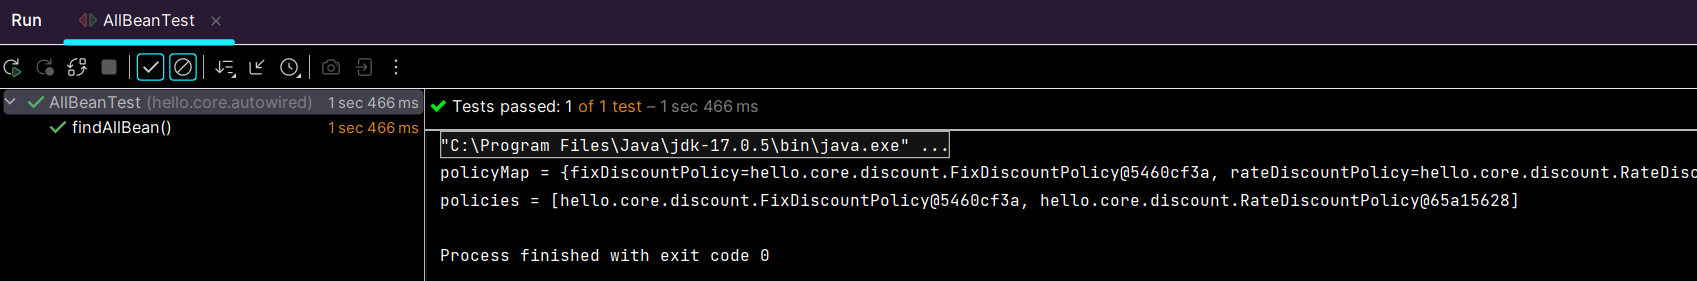 Run AllBeanTest ×
AllBeanTest (hello.core.autowired) 1 sec 466 ms
findAllBean() 1 sec 466 ms
Tests passed: 1 of 1 test – 1 sec 466 ms
"C:\Program Files\Java\jdk-17.0.5\bin\java.exe" ...
policyMap = {fixDiscountPolicy=hello.core.discount.FixDiscountPolicy@5460cf3a, rateDiscountPolicy=hello.core.discount.RateDisc
policies = [hello.core.discount.FixDiscountPolicy@5460cf3a, hello.core.discount.RateDiscountPolicy@65a15628]
Process finished with exit code 0